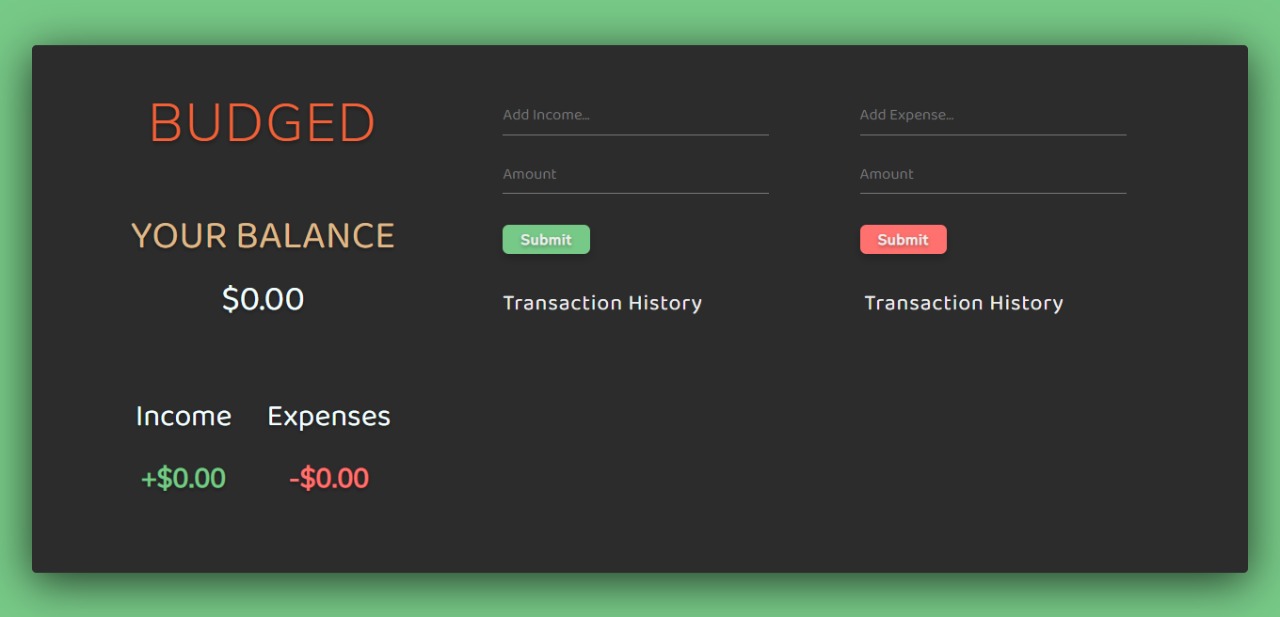 BUDGED
YOUR BALANCE
$0.00
Income Expenses
+$0.00 -$0.00
Add Income...
Amount
Submit
Transaction History
Add Expense...
Amount
Submit
Transaction History